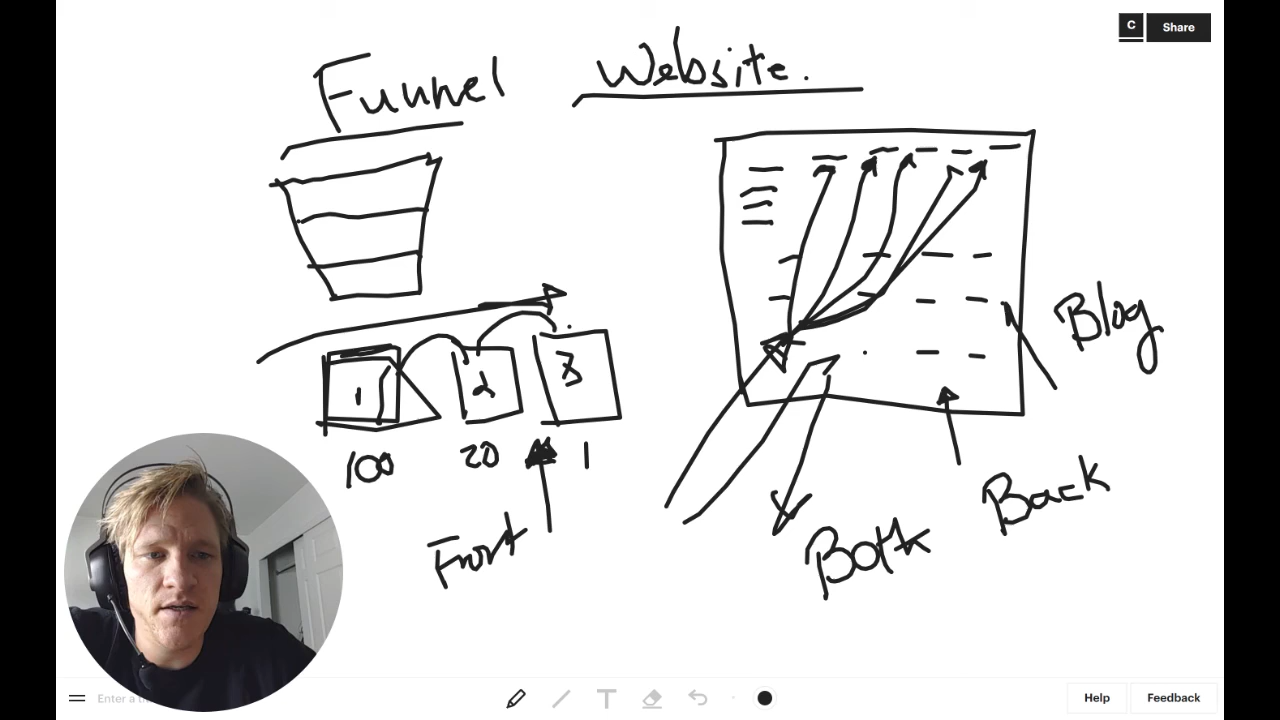 C Share
Funnel Website.
1 2 3
100 20 1
Front
Blog
Back
Both
Help Feedback